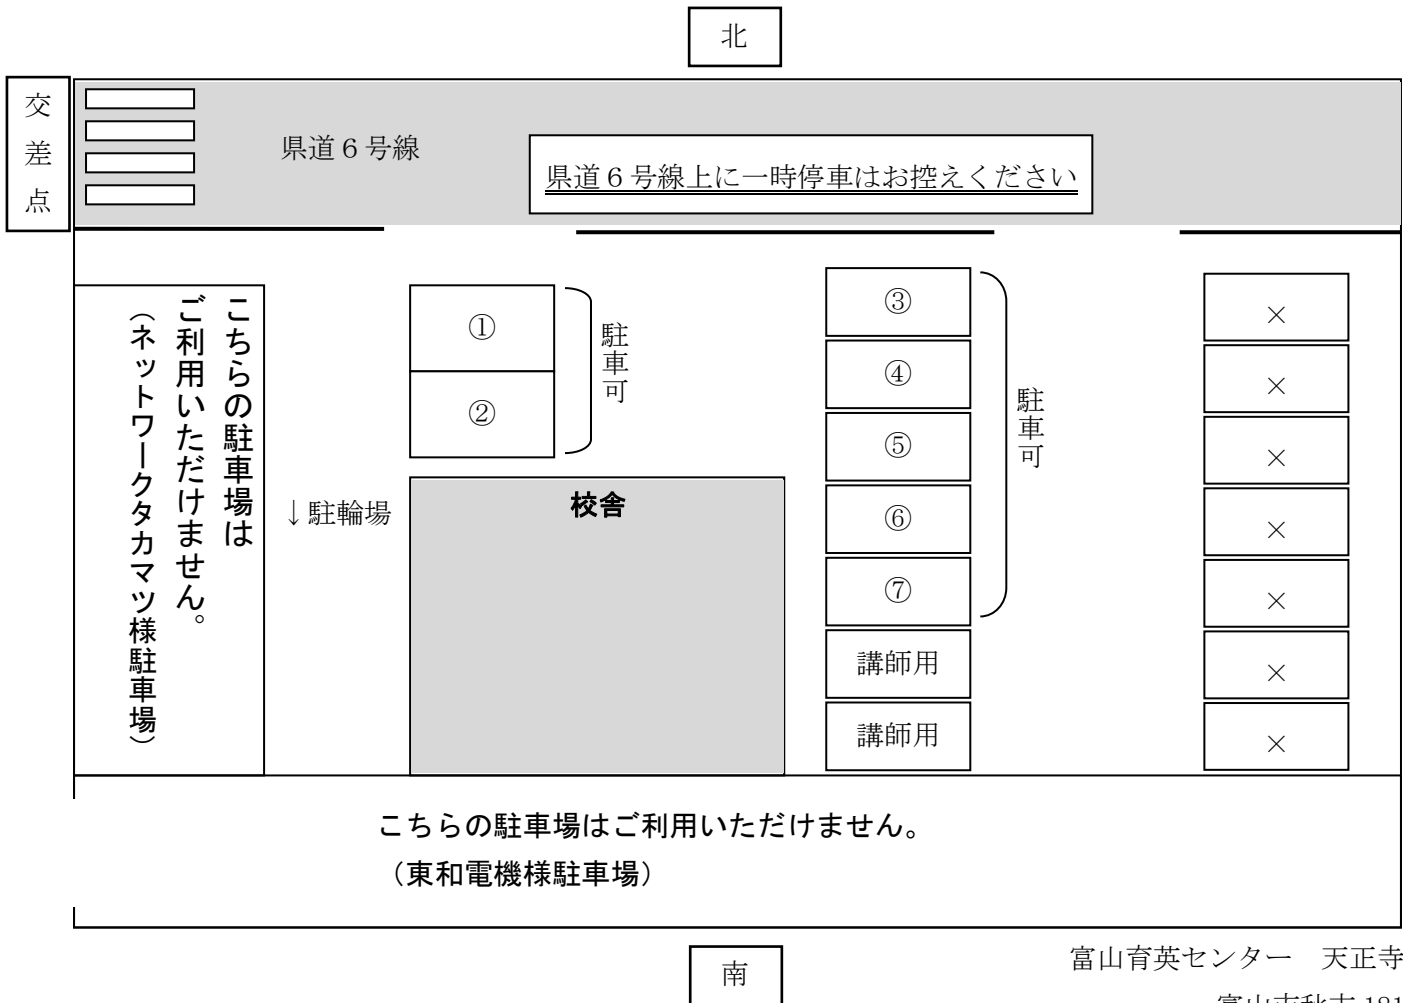 北
交差点
県道６号線
県道６号線上に一時停車はお控えください
こちらの駐車場は
ご利用いただけません。
（ネットワークタカマツ様駐車場）
↓駐輪場
①
②
駐車可
校舎
③
④
⑤
⑥
⑦
講師用
講師用
駐車可
×
×
×
×
×
×
×
こちらの駐車場はご利用いただけません。
（東和電機様駐車場）
南
富山育英センター　天正寺